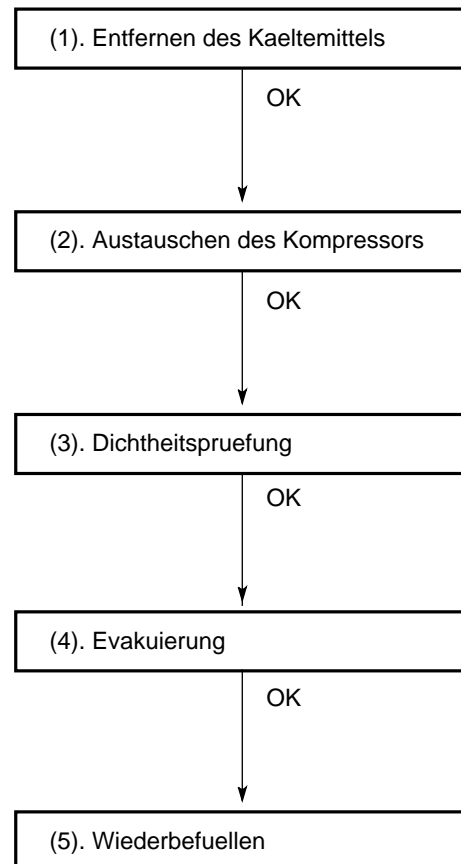 (1). Entfernen des Kaeltemittels
OK
(2). Austauschen des Kompressors
OK
(3). Dichtheitspruefung
OK
(4). Evakuierung
OK
(5). Wiederbefuellen